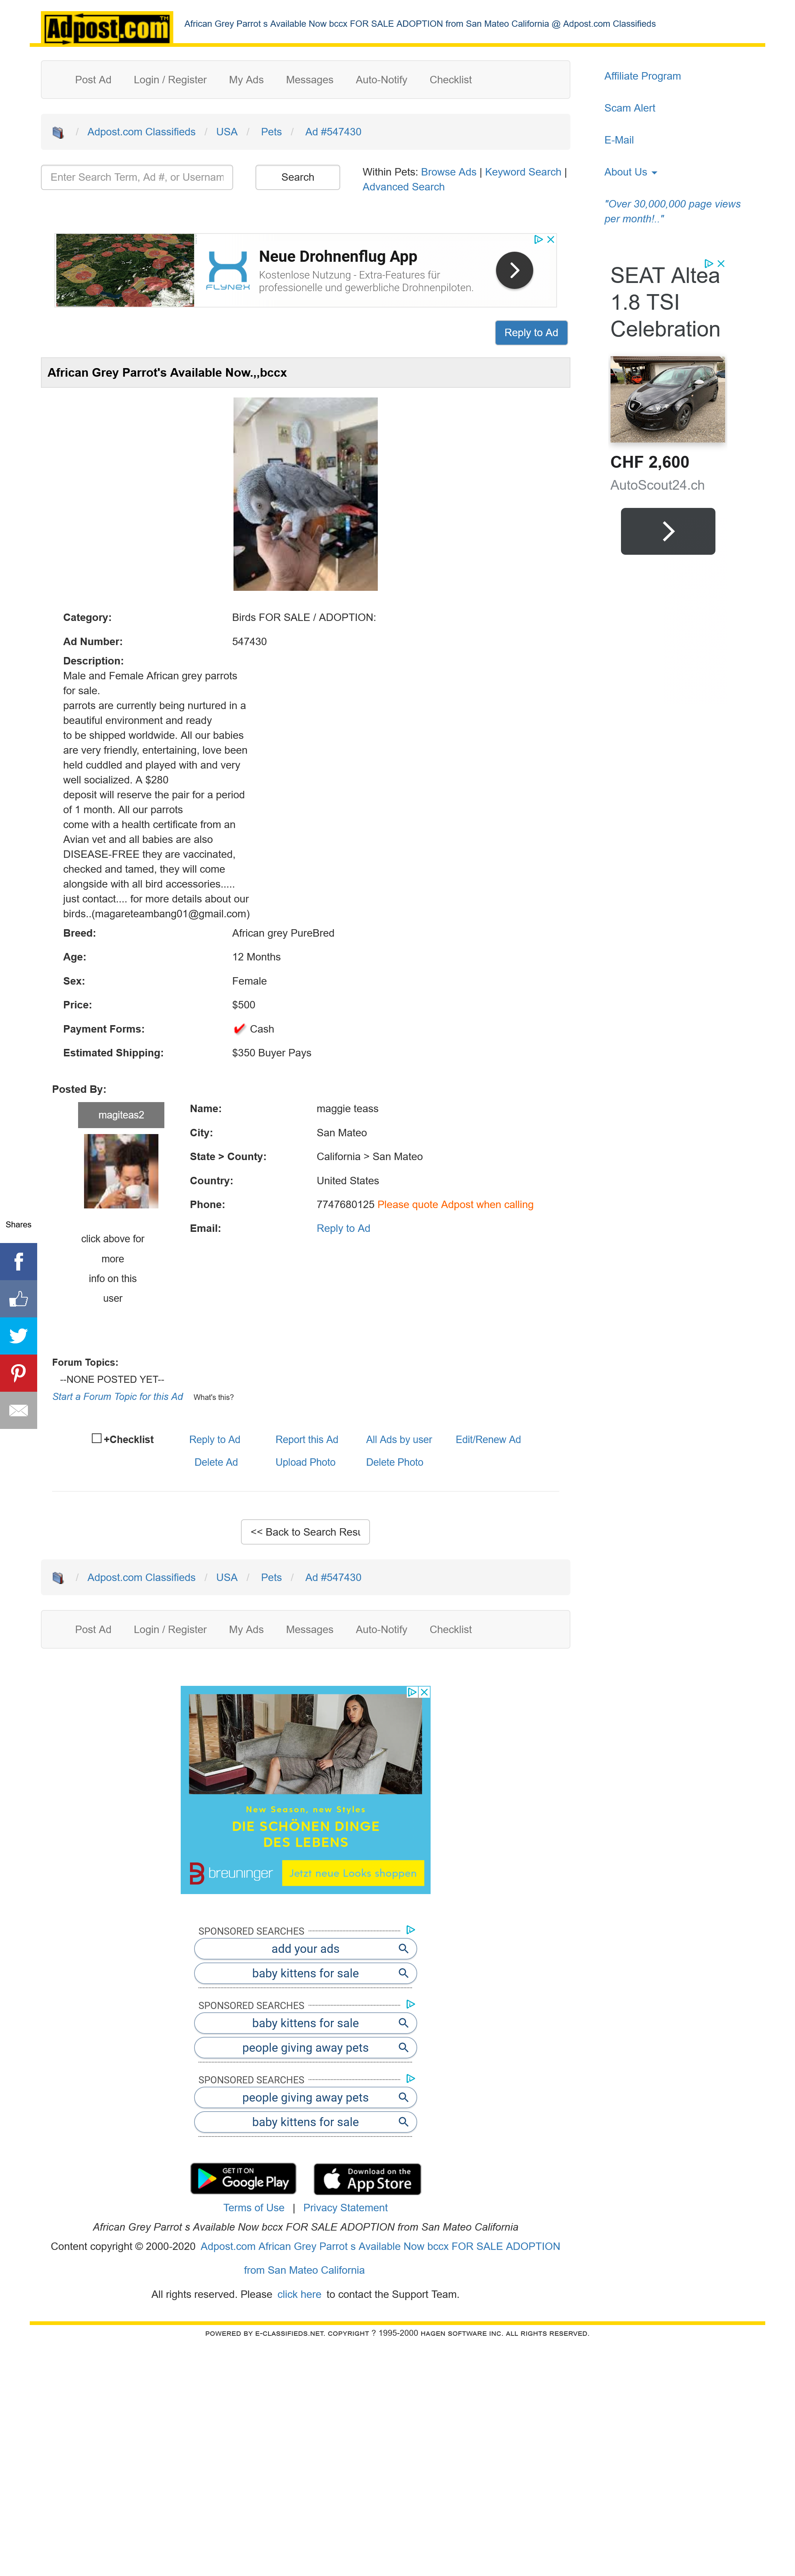 Adpost.com™
African Grey Parrot s Available Now bccx FOR SALE ADOPTION from San Mateo California @ Adpost.com Classifieds
Post Ad Login / Register My Ads Messages Auto-Notify Checklist
/ Adpost.com Classifieds / USA / Pets / Ad #547430
Enter Search Term, Ad #, or Usernam
Search
Within Pets: Browse Ads | Keyword Search |
Advanced Search
Affiliate Program
Scam Alert
E-Mail
About Us
"Over 30,000,000 page views
per month!.."
FLYNEX
Neue Drohnenflug App
Kostenlose Nutzung - Extra-Features für
professionelle und gewerbliche Drohnenpiloten.
SEAT Altea
1.8 TSI
Celebration
CHF 2,600
AutoScout24.ch
Reply to Ad
African Grey Parrot's Available Now.,,bccx
Category: Birds FOR SALE / ADOPTION:
Ad Number: 547430
Description:
Male and Female African grey parrots
for sale.
parrots are currently being nurtured in a
beautiful environment and ready
to be shipped worldwide. All our babies
are very friendly, entertaining, love been
held cuddled and played with and very
well socialized. A $280
deposit will reserve the pair for a period
of 1 month. All our parrots
come with a health certificate from an
Avian vet and all babies are also
DISEASE-FREE they are vaccinated,
checked and tamed, they will come
alongside with all bird accessories.....
just contact.... for more details about our
birds..(magareteambang01@gmail.com)
Breed: African grey PureBred
Age: 12 Months
Sex: Female
Price: $500
Payment Forms: Cash
Estimated Shipping: $350 Buyer Pays
Posted By:
magiteas2
click above for
more
info on this
user
Name: maggie teass
City: San Mateo
State > County: California > San Mateo
Country: United States
Phone: 7747680125 Please quote Adpost when calling
Email: Reply to Ad
Shares
Forum Topics:
--NONE POSTED YET--
Start a Forum Topic for this Ad What's this?
+Checklist Reply to Ad Report this Ad All Ads by user Edit/Renew Ad
Delete Ad Upload Photo Delete Photo
<< Back to Search Resu
/ Adpost.com Classifieds / USA / Pets / Ad #547430
Post Ad Login / Register My Ads Messages Auto-Notify Checklist
New Season, new Styles
DIE SCHÖNEN DINGE
DES LEBENS
breuninger
Jetzt neue Looks shoppen
SPONSORED SEARCHES
add your ads
baby kittens for sale
SPONSORED SEARCHES
baby kittens for sale
people giving away pets
SPONSORED SEARCHES
people giving away pets
baby kittens for sale
GET IT ON
Google Play
Download on the
App Store
Terms of Use | Privacy Statement
African Grey Parrot s Available Now bccx FOR SALE ADOPTION from San Mateo California
Content copyright © 2000-2020 Adpost.com African Grey Parrot s Available Now bccx FOR SALE ADOPTION
from San Mateo California
All rights reserved. Please click here to contact the Support Team.
POWERED BY E-CLASSIFIEDS.NET. COPYRIGHT ? 1995-2000 HAGEN SOFTWARE INC. ALL RIGHTS RESERVED.